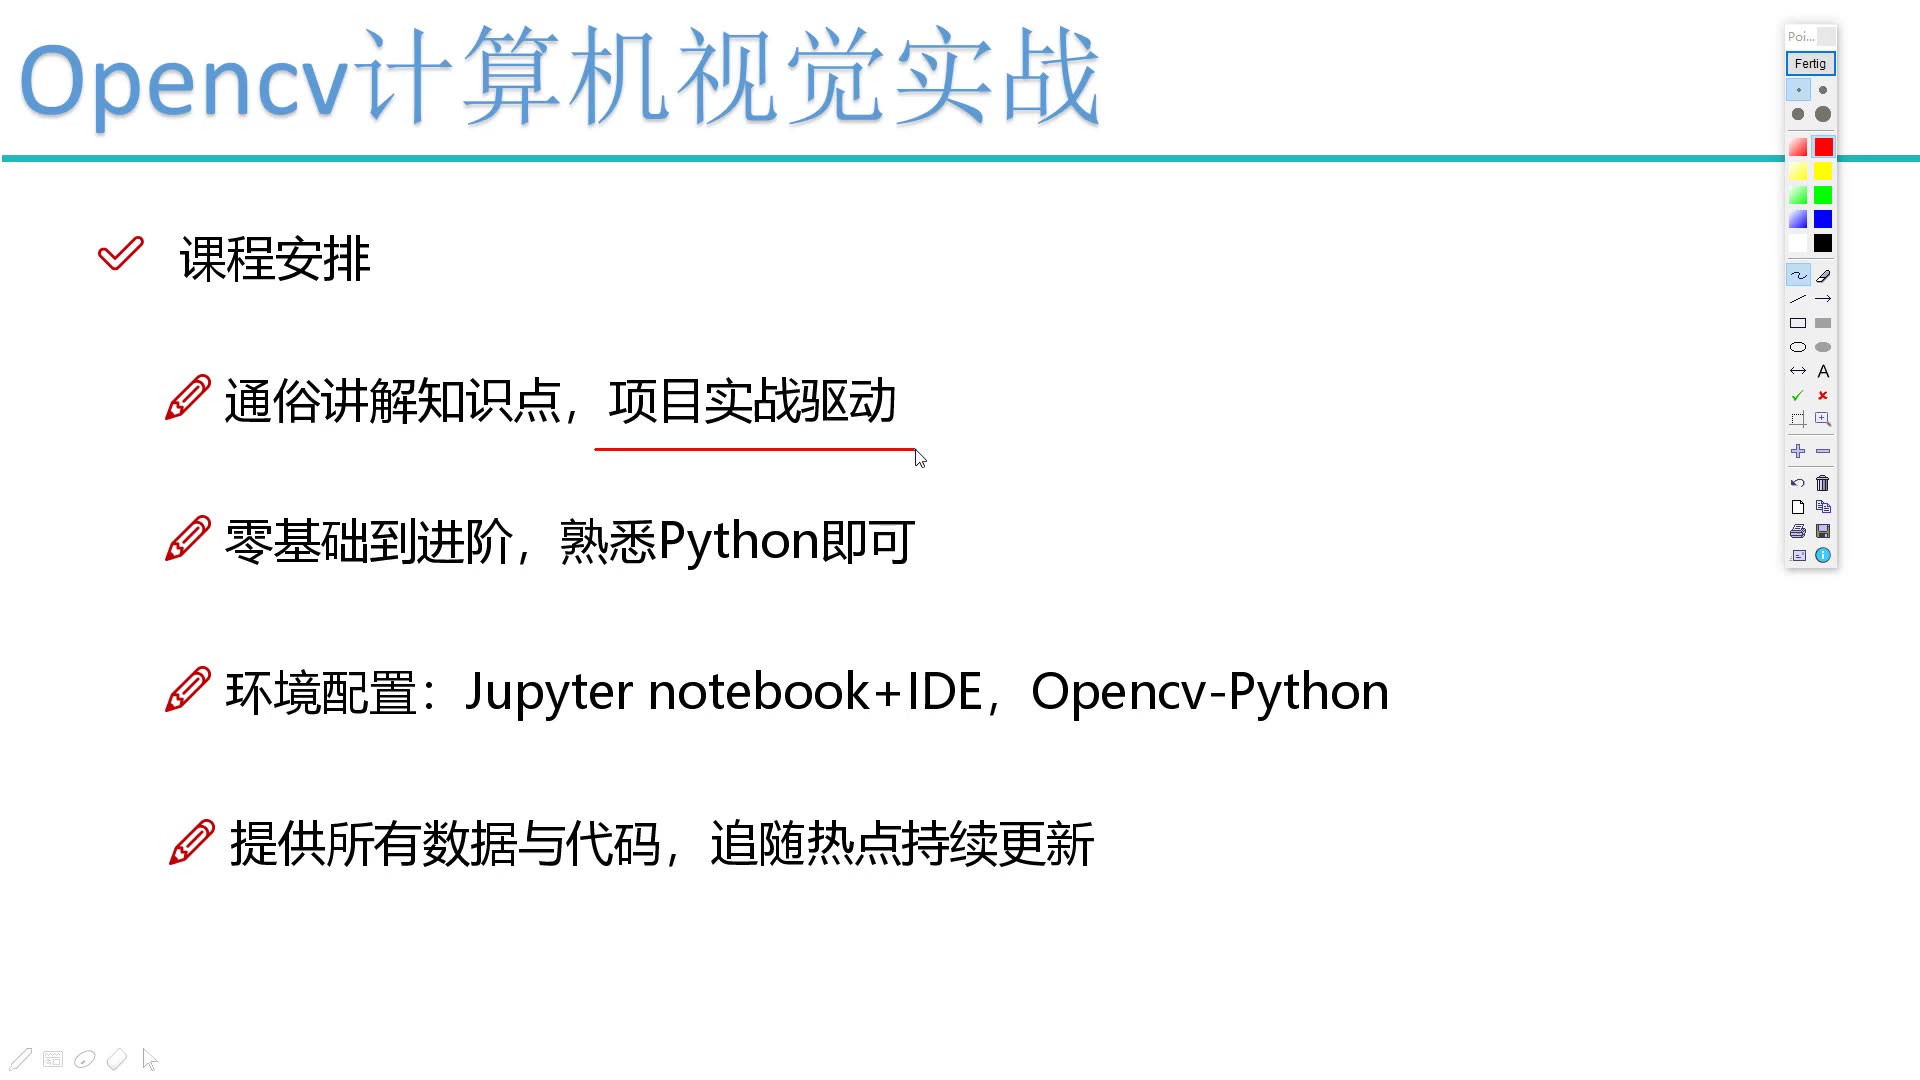 Opencv计算机视觉实战
Poi...
Fertig
课程安排
通俗讲解知识点，项目实战驱动
零基础到进阶，熟悉Python即可
环境配置：Jupyter notebook+IDE，Opencv-Python
提供所有数据与代码，追随热点持续更新
A